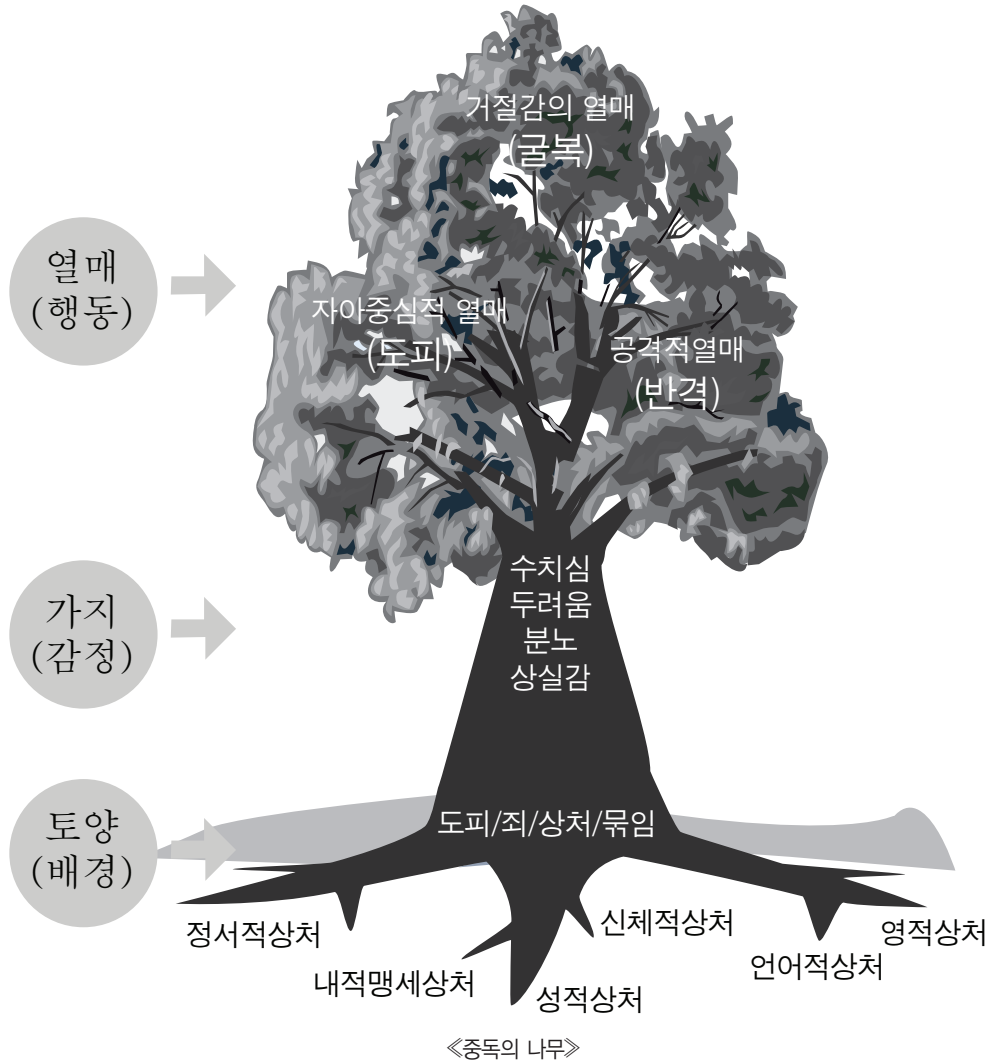 거절감의 열매
(굴복)
열매
(행동)
자아중심적 열매
(도피)
공격적열매
(반격)
가지
(감정)
수치심
두려움
분노
상실감
토양
(배경)
도피/죄/상처/묶임
정서적상처
내적맹세상처
성적상처
신체적상처
언어적상처
영적상처
≪중독의 나무≫